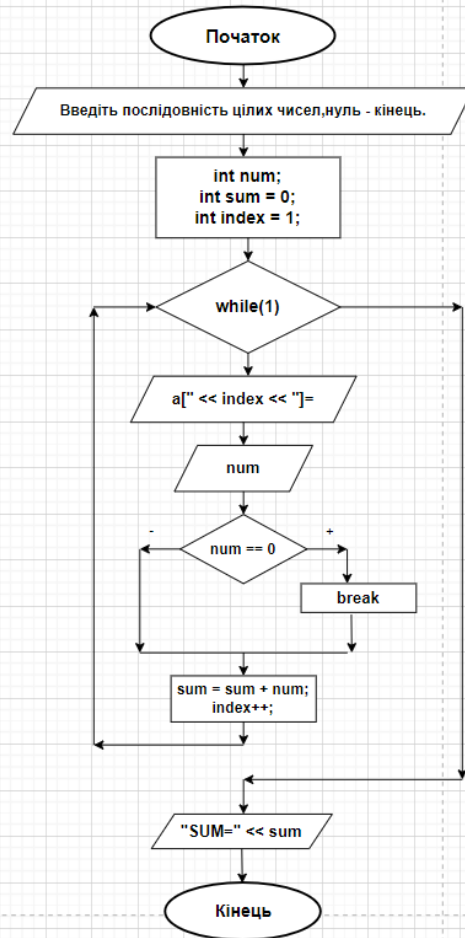 Початок
Введіть послідовність цілих чисел,нуль - кінець.
int num;
int sum = 0;
int index = 1;
while(1)
a[" << index << "]=
num
- +
num == 0
break
sum = sum + num;
index++;
"SUM=" << sum
Кінець